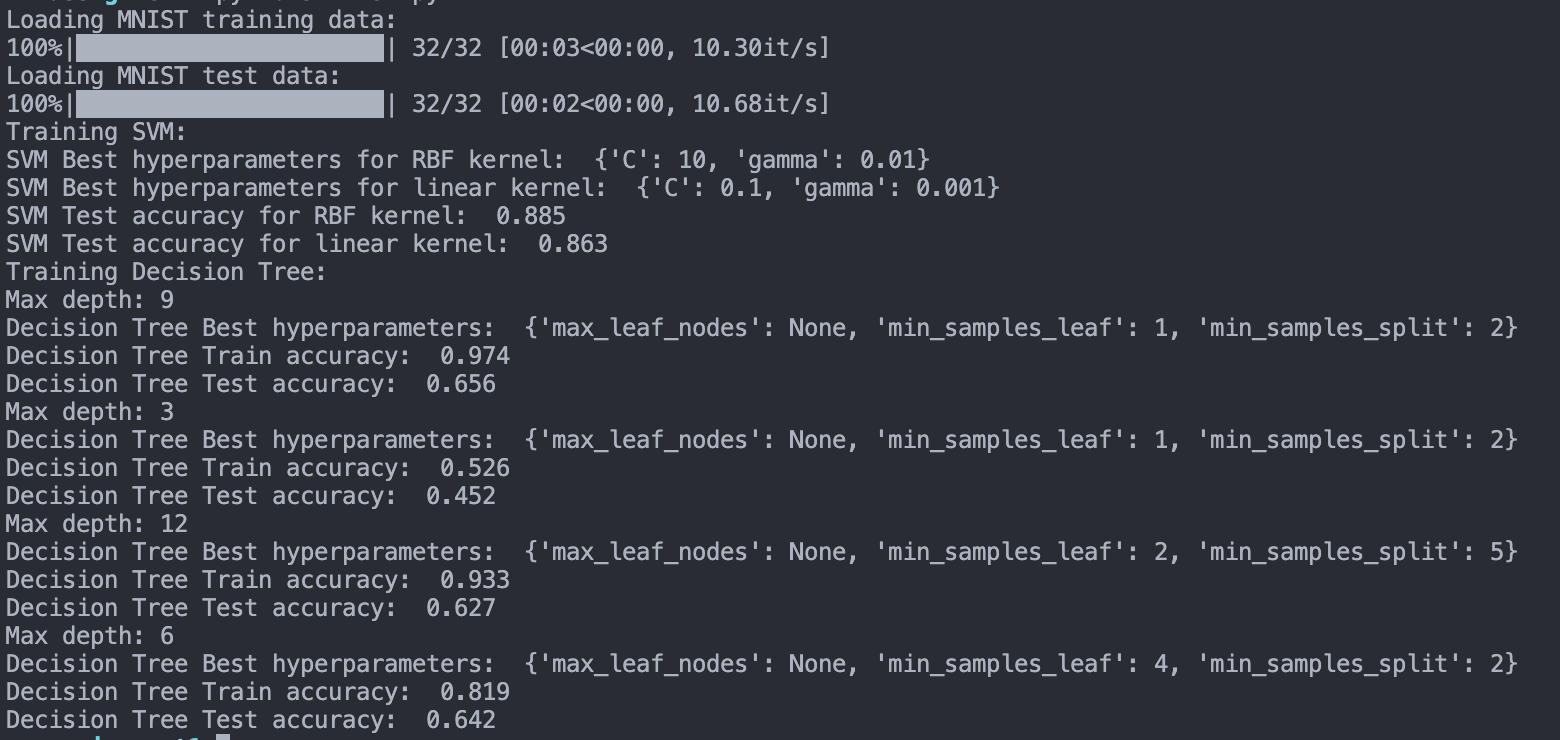 Loading MNIST training data:
100%|██████████████████████| 32/32 [00:03<00:00, 10.30it/s]
Loading MNIST test data:
100%|██████████████████████| 32/32 [00:02<00:00, 10.68it/s]
Training SVM:
SVM Best hyperparameters for RBF kernel:  {'C': 10, 'gamma': 0.01}
SVM Best hyperparameters for linear kernel:  {'C': 0.1, 'gamma': 0.001}
SVM Test accuracy for RBF kernel:  0.885
SVM Test accuracy for linear kernel:  0.863
Training Decision Tree:
Max depth: 9
Decision Tree Best hyperparameters:  {'max_leaf_nodes': None, 'min_samples_leaf': 1, 'min_samples_split': 2}
Decision Tree Train accuracy:  0.974
Decision Tree Test accuracy:  0.656
Max depth: 3
Decision Tree Best hyperparameters:  {'max_leaf_nodes': None, 'min_samples_leaf': 1, 'min_samples_split': 2}
Decision Tree Train accuracy:  0.526
Decision Tree Test accuracy:  0.452
Max depth: 12
Decision Tree Best hyperparameters:  {'max_leaf_nodes': None, 'min_samples_leaf': 2, 'min_samples_split': 5}
Decision Tree Train accuracy:  0.933
Decision Tree Test accuracy:  0.627
Max depth: 6
Decision Tree Best hyperparameters:  {'max_leaf_nodes': None, 'min_samples_leaf': 4, 'min_samples_split': 2}
Decision Tree Train accuracy:  0.819
Decision Tree Test accuracy:  0.642